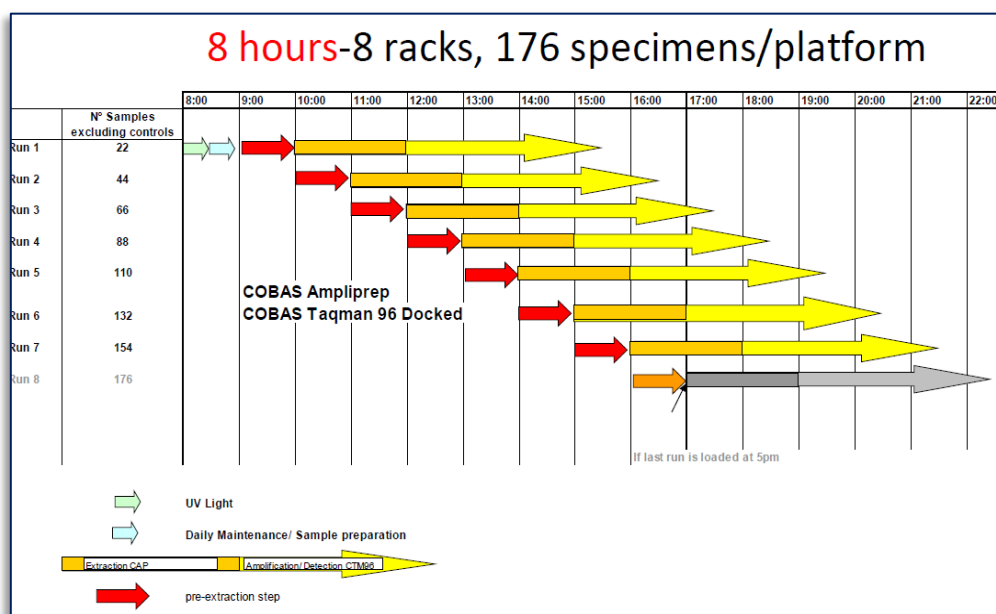 8 hours-8 racks, 176 specimens/platform
8:00 9:00 10:00 11:00 12:00 13:00 14:00 15:00 16:00 17:00 18:00 19:00 20:00 21:00 22:00
N° Samples
excluding controls
Run 1 22
Run 2 44
Run 3 66
Run 4 88
Run 5 110
COBAS Ampliprep
COBAS Taqman 96 Docked
Run 6 132
Run 7 154
Run 8 176
If last run is loaded at 5pm
UV Light
Daily Maintenance/ Sample preparation
Extraction CAP Amplification/ Detection CTM96
pre-extraction step